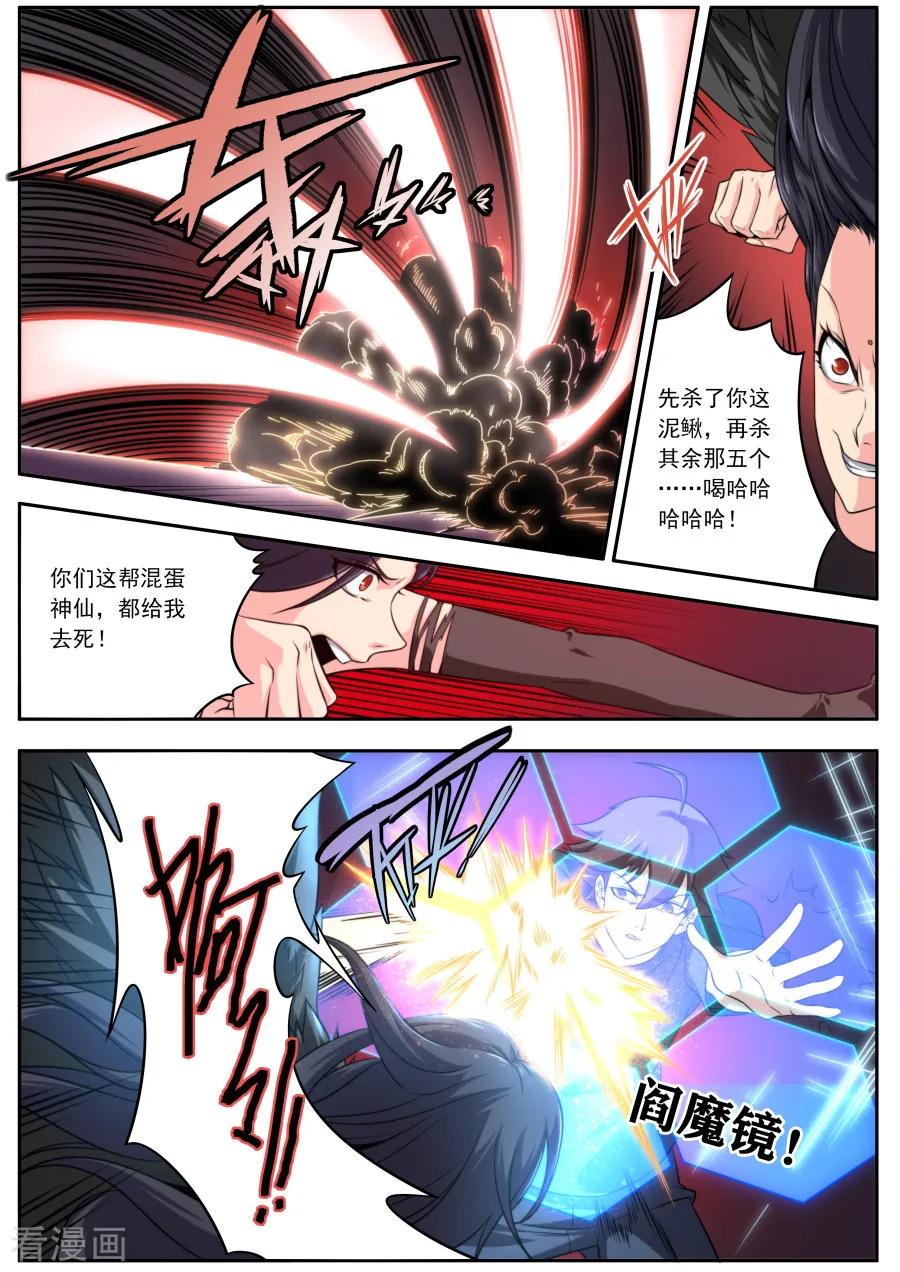 先杀了你这
泥鳅，再杀
其余那五个
……喝哈哈
哈哈哈！
你们这帮混蛋
神仙，都给我
去死！
啊！！
阎魔镜！
看漫画